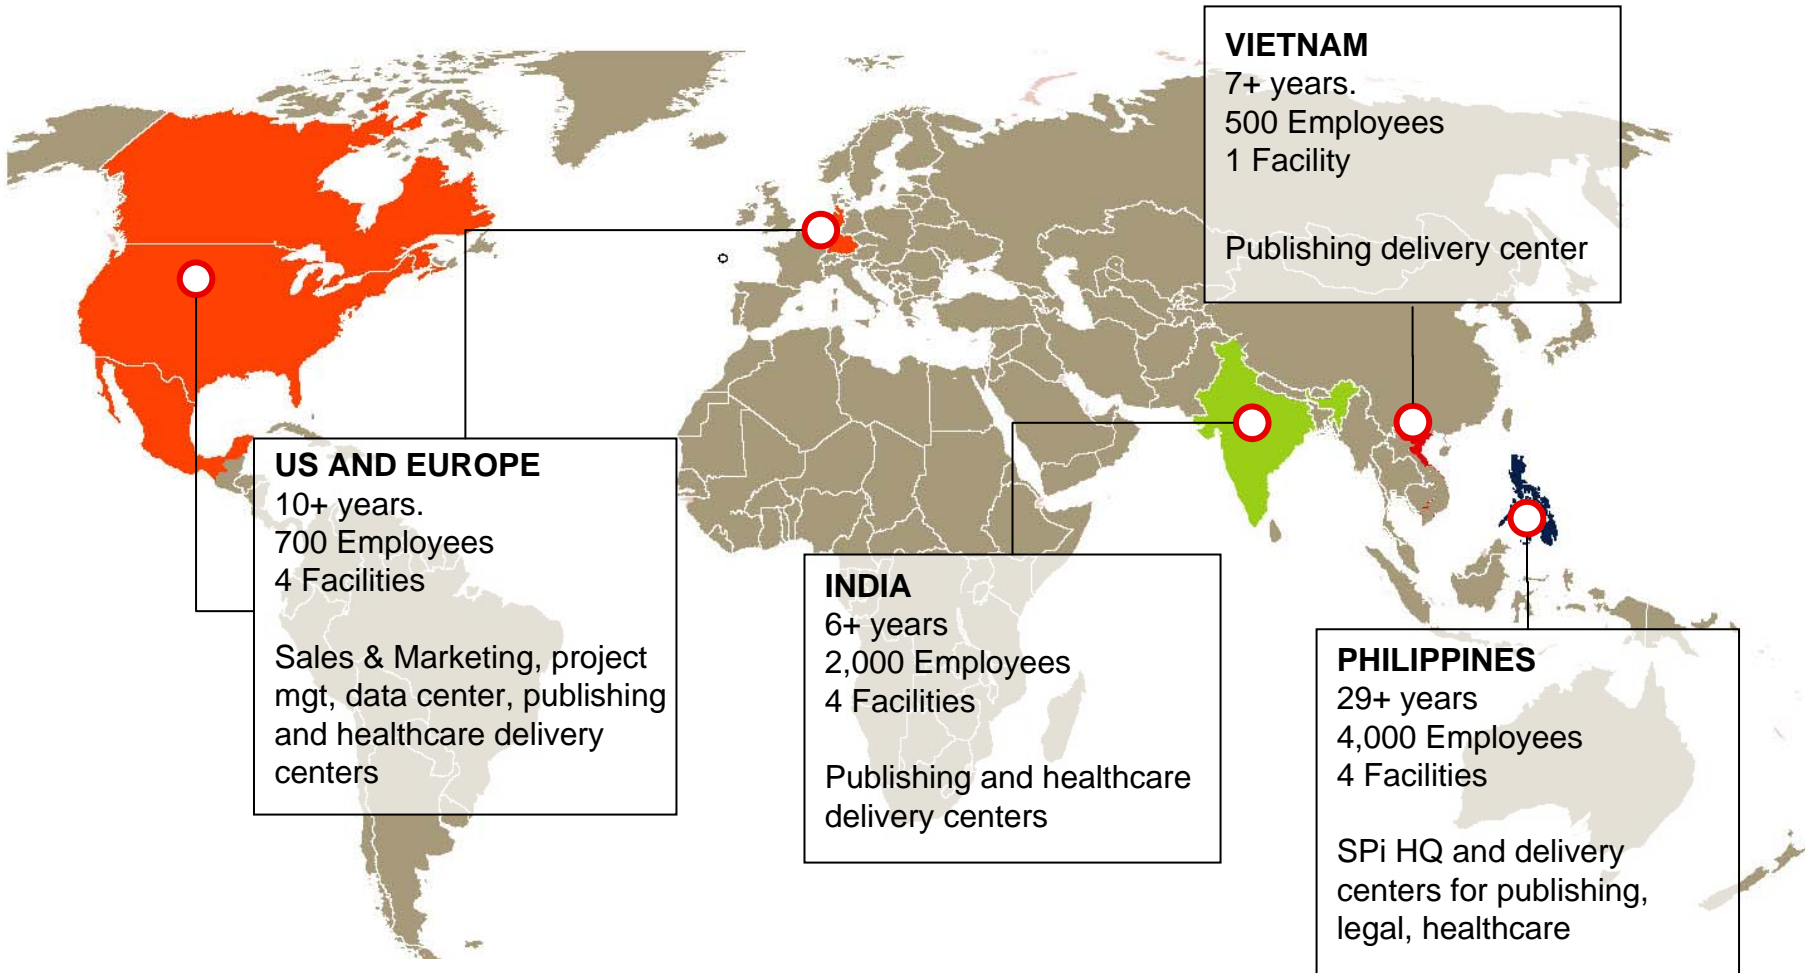 VIETNAM
7+ years.
500 Employees
1 Facility
Publishing delivery center
US AND EUROPE
10+ years.
700 Employees
4 Facilities
Sales & Marketing, project
mgt, data center, publishing
and healthcare delivery
centers
INDIA
6+ years
2,000 Employees
4 Facilities
Publishing and healthcare
delivery centers
PHILIPPINES
29+ years
4,000 Employees
4 Facilities
SPi HQ and delivery
centers for publishing,
legal, healthcare